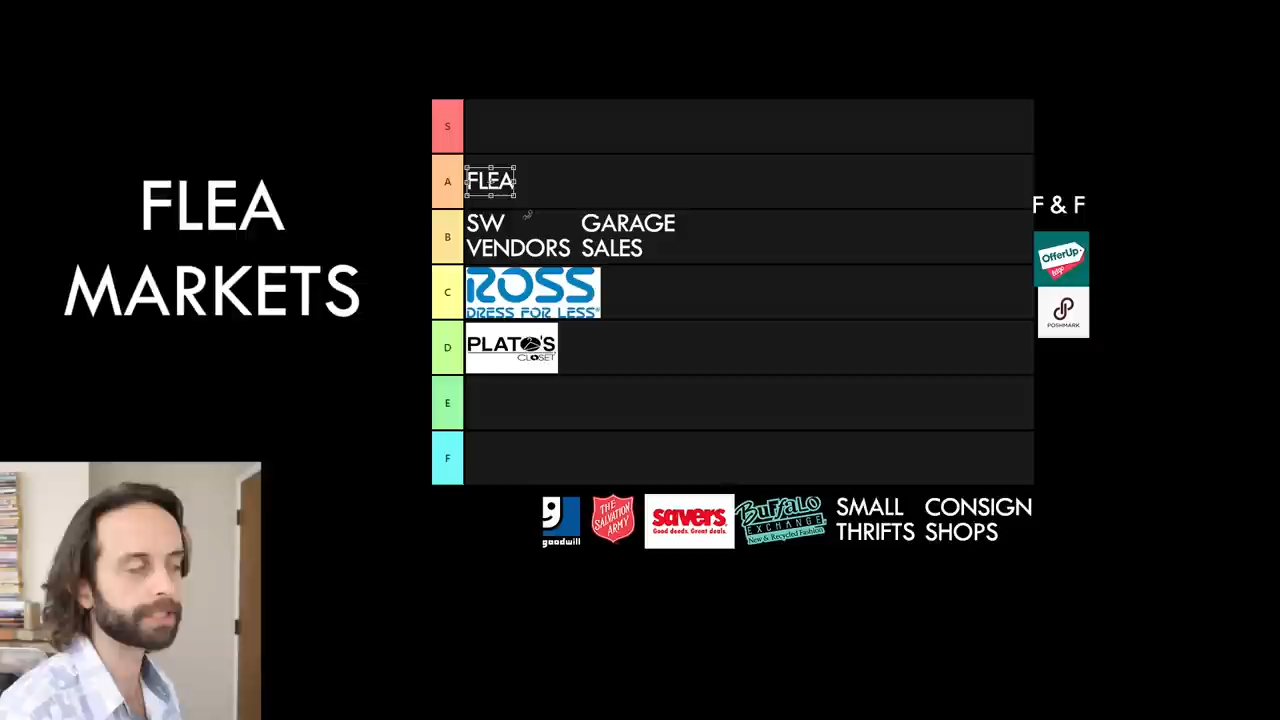 FLEA
MARKETS
S
A
FLEA
B
SW
VENDORS
GARAGE
SALES
C
ROSS
DRESS FOR LESS®
D
PLATO'S
CLOSET
E
F
F & F
OfferUp
POSHMARK
goodwill
THE
SALVATION
ARMY
savers
Good deeds. Great deals.
BUFFALO
EXCHANGE
New & Recycled Fashion
SMALL
THRIFTS
CONSIGN
SHOPS